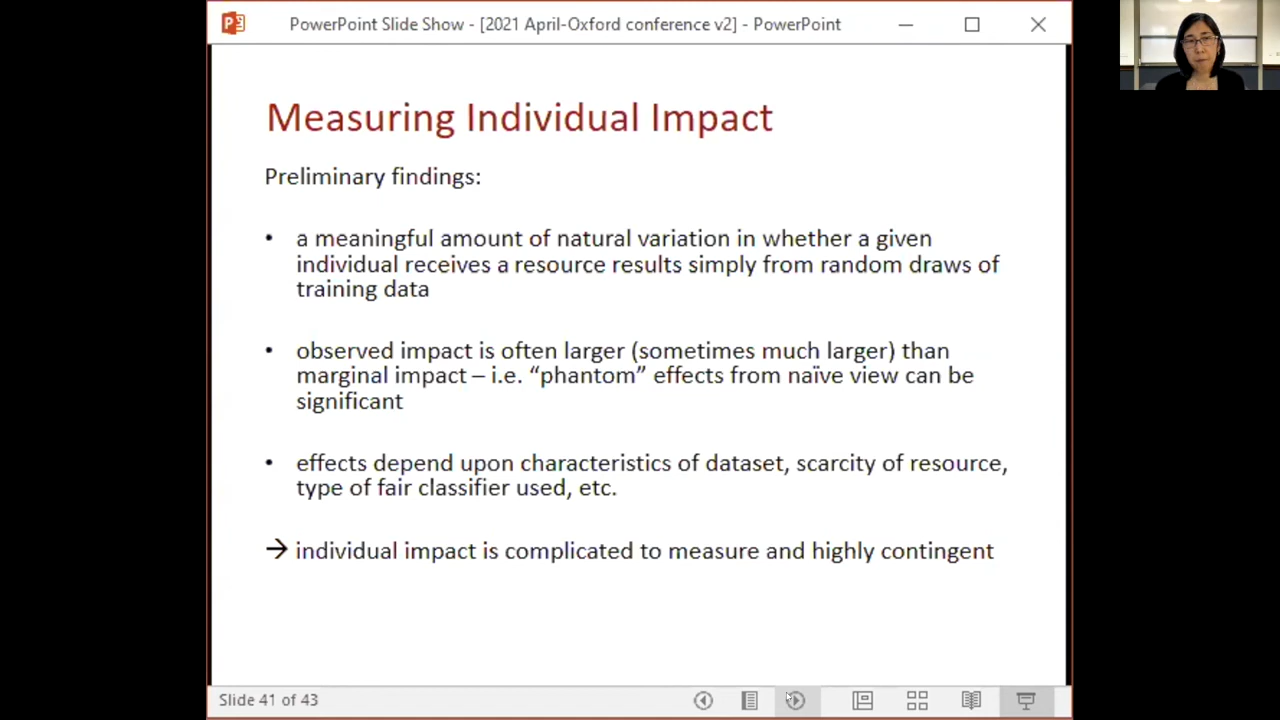 PowerPoint Slide Show - [2021 April-Oxford conference v2] - PowerPoint
Measuring Individual Impact
Preliminary findings:
• a meaningful amount of natural variation in whether a given
individual receives a resource results simply from random draws of
training data
• observed impact is often larger (sometimes much larger) than
marginal impact – i.e. “phantom” effects from naïve view can be
significant
• effects depend upon characteristics of dataset, scarcity of resource,
type of fair classifier used, etc.
→ individual impact is complicated to measure and highly contingent
Slide 41 of 43